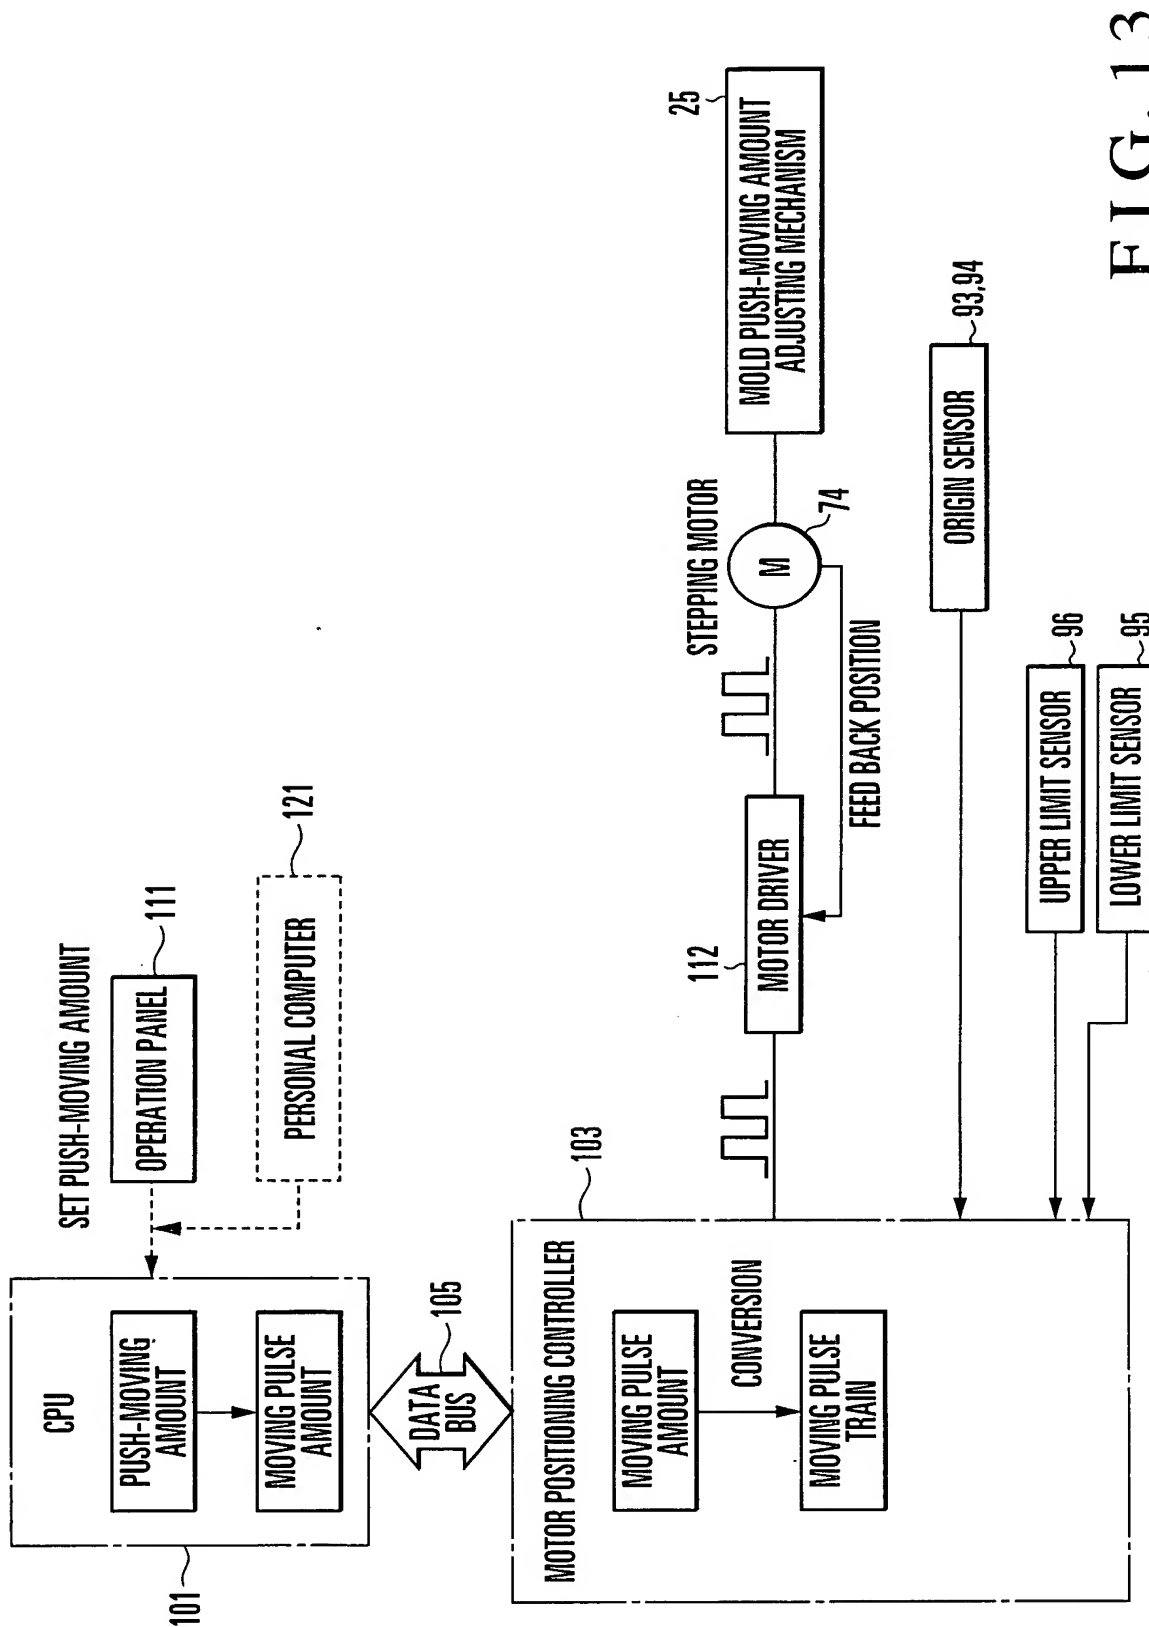 SET PUSH-MOVING AMOUNT
OPERATION PANEL
111
PERSONAL COMPUTER
121
CPU
PUSH-MOVING
AMOUNT
MOVING PULSE
AMOUNT
101
DATA
BUS
105
MOTOR POSITIONING CONTROLLER
103
MOVING PULSE
AMOUNT
CONVERSION
MOVING PULSE
TRAIN
112
MOTOR DRIVER
STEPPING MOTOR
M
74
FEED BACK POSITION
25
MOLD PUSH-MOVING AMOUNT
ADJUSTING MECHANISM
ORIGIN SENSOR
93,94
UPPER LIMIT SENSOR
96
LOWER LIMIT SENSOR
95
FIG. 13